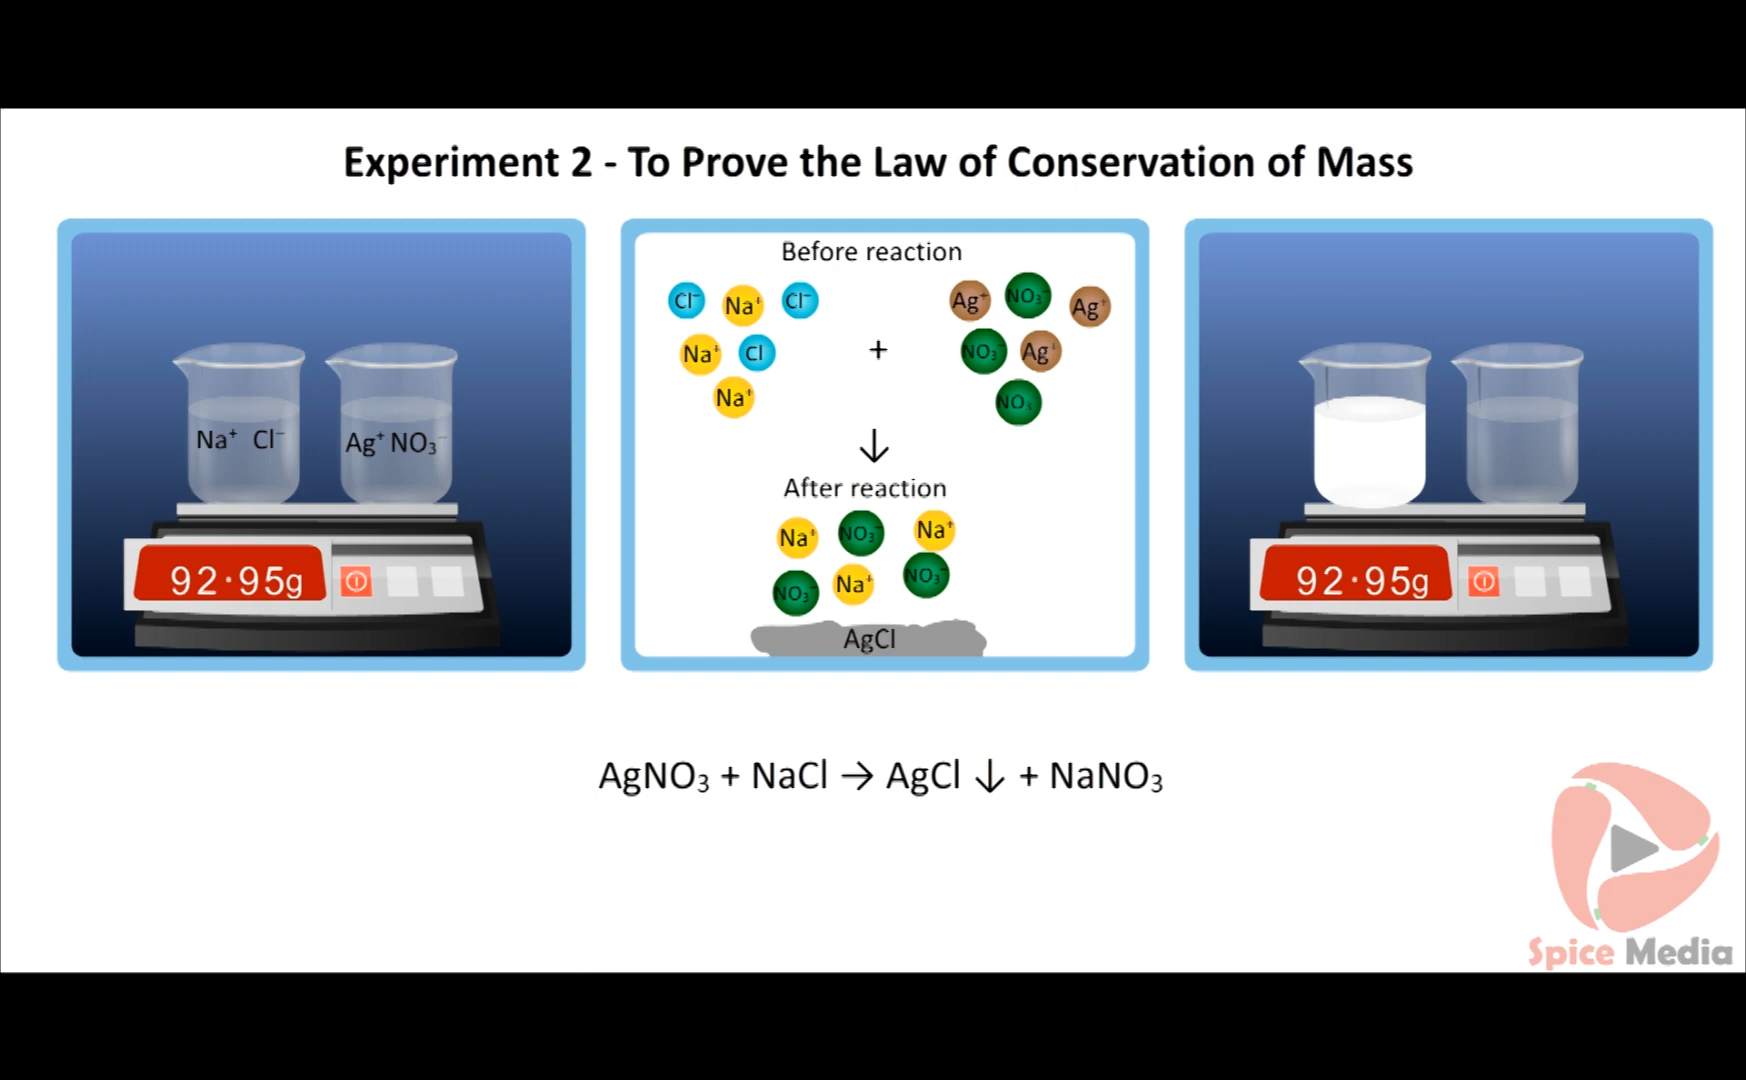 Experiment 2 - To Prove the Law of Conservation of Mass
Na⁺ Cl⁻
Ag⁺ NO₃⁻
92·95g
Before reaction
Cl⁻ Na⁺ Cl⁻
Na⁺ Cl
Na⁺
+
Ag⁺ NO₃⁻ Ag⁺
NO₃⁻ Ag⁺
NO₃
↓
After reaction
Na⁺ NO₃⁻ Na⁺
NO₃⁻ Na⁺ NO₃⁻
AgCl
92·95g
AgNO₃ + NaCl → AgCl ↓ + NaNO₃
Spice Media